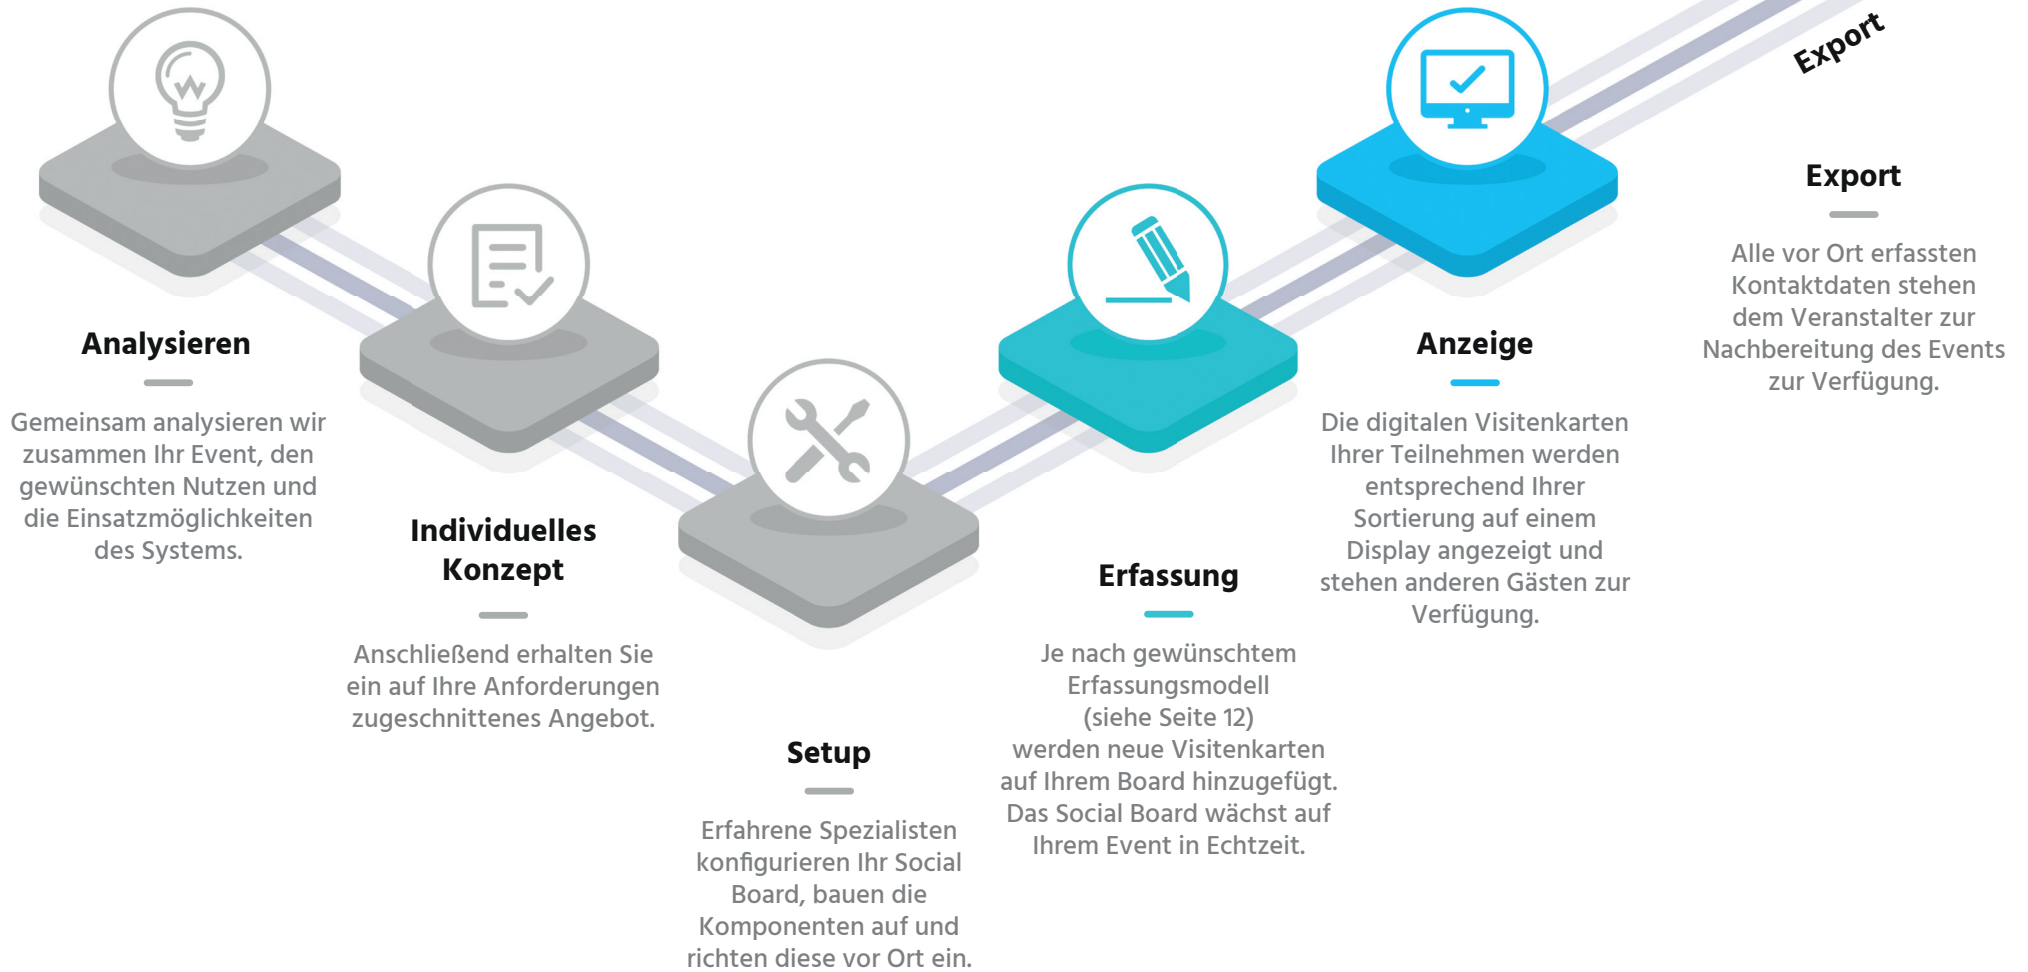 Analysieren
Gemeinsam analysieren wir
zusammen Ihr Event, den
gewünschten Nutzen und
die Einsatzmöglichkeiten
des Systems.
Individuelles
Konzept
Anschließend erhalten Sie
ein auf Ihre Anforderungen
zugeschnittenes Angebot.
Setup
Erfahrene Spezialisten
konfigurieren Ihr Social
Board, bauen die
Komponenten auf und
richten diese vor Ort ein.
Erfassung
Je nach gewünschtem
Erfassungsmodell
(siehe Seite 12)
werden neue Visitenkarten
auf Ihrem Board hinzugefügt.
Das Social Board wächst auf
Ihrem Event in Echtzeit.
Anzeige
Die digitalen Visitenkarten
Ihrer Teilnehmen werden
entsprechend Ihrer
Sortierung auf einem
Display angezeigt und
stehen anderen Gästen zur
Verfügung.
Export
Export
Alle vor Ort erfassten
Kontaktdaten stehen
dem Veranstalter zur
Nachbereitung des Events
zur Verfügung.